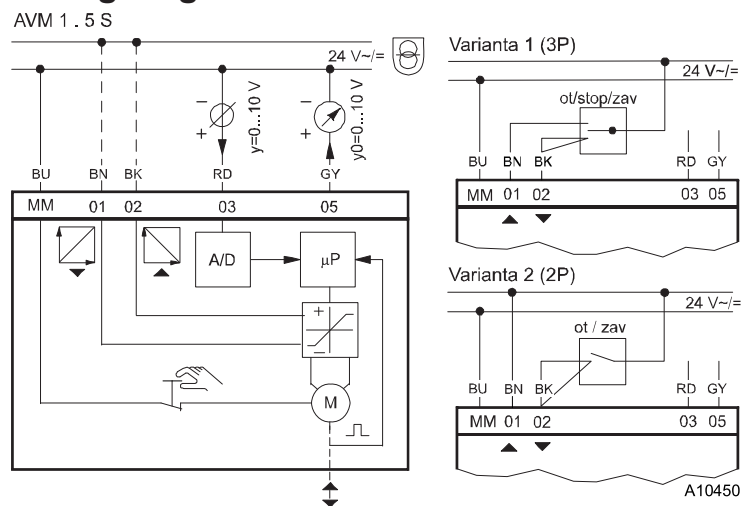 AVM 1 . 5 S
24 V~/=
y=0...10 V
y0=0...10 V
- + - +
BU BN BK RD GY
MM 01 02 03 05
A/D µP
+
−
M
Varianta 1 (3P)
24 V~/=
ot/stop/zav
BU BN BK RD GY
MM 01 02 03 05
Varianta 2 (2P)
24 V~/=
ot / zav
BU BN BK RD GY
MM 01 02 03 05
A10450